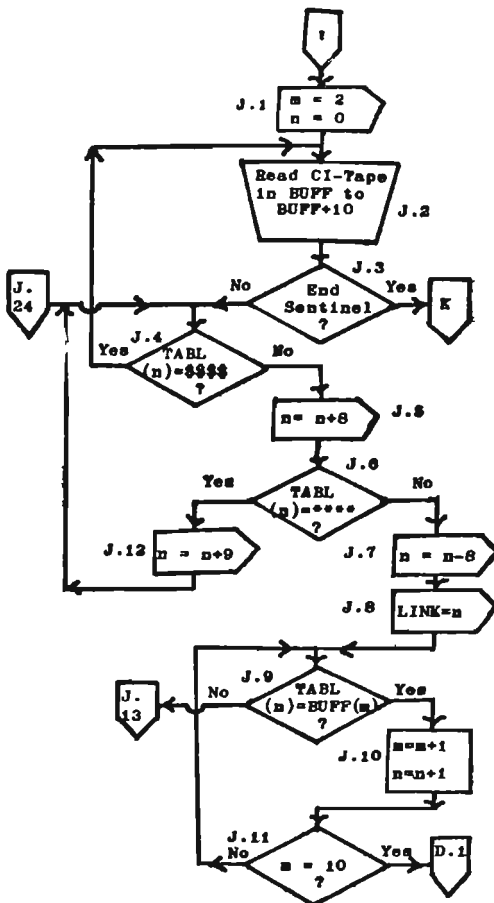 J.1
m = 2
n = 0
Read CI-Tape
in BUFF to
BUFF+10
J.2
J.
24
No
J.3
End
Sentinel
?
Yes
K
Yes
J.4
TABL
(n)=$$$$
?
No
n= n+8
J.5
Yes
J.6
TABL
(n)=****
?
No
J.12
n = n+9
J.7
n = n-8
J.8
LINK=n
J.
13
No
J.9
TABL
(n)=BUFF(m)
?
Yes
J.10
m=m+1
n=n+1
J.11
No
m = 10
?
Yes
D.1